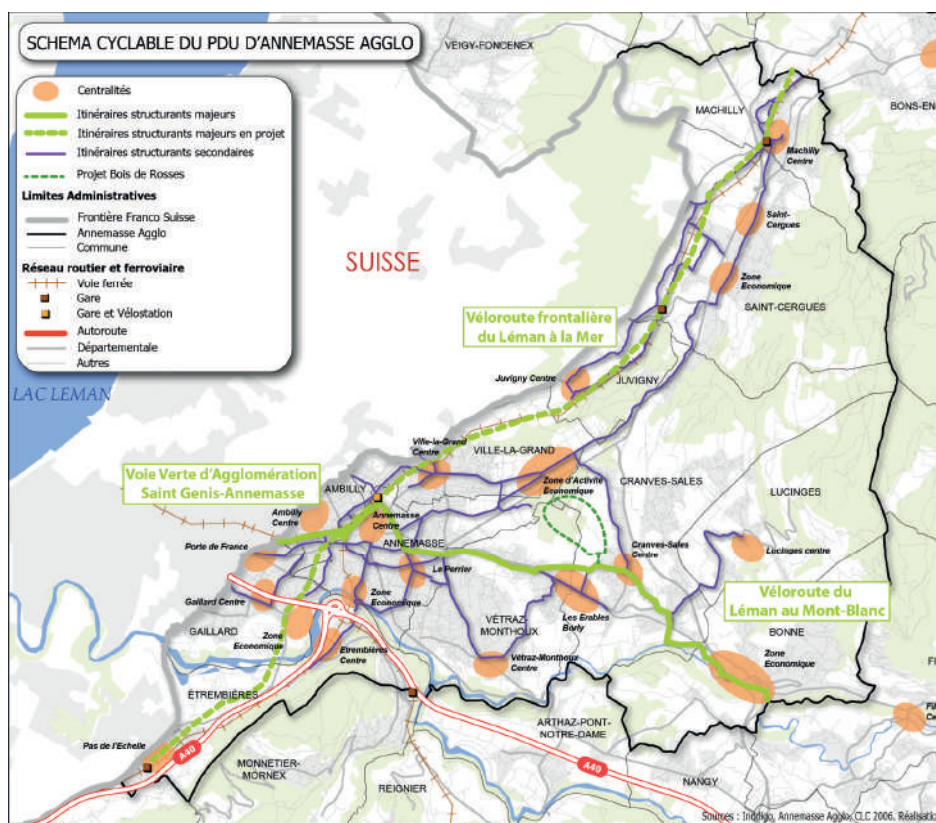 SCHEMA CYCLABLE DU PDU D'ANNEMASSE AGGLO
Centralités
Itinéraires structurants majeurs
Itinéraires structurants majeurs en projet
Itinéraires structurants secondaires
Projet Bois de Rosses
Limites Administratives
Frontière Franco Suisse
Annemasse Agglo
Commune
Réseau routier et ferroviaire
Voie ferrée
Gare
Gare et Vélostation
Autoroute
Départementale
Autres
VEIGY-FONCENEX
MACHILLY
BONS-EN
Machilly
Centre
Saint-
Cergues
SUISSE
Zone
Economique
SAINT-CERGUES
Véloroute frontalière
du Léman à la Mer
LAC LEMAN
Juvigny Centre
JUVIGNY
Ville-la-Grand
Centre
VILLE-LA-GRAND
Voie Verte d'Agglomération
Saint Genis-Annemasse
AMBILLY
Zone d'Activité
Economique
CRANVES-SALES
LUCINGES
Ambilly
Centre
Annemasse
Centre
ANNEMASSE
Porte de France
Cranves-Sales
Centre
Lucinges centre
Le Perrier
Gaillard Centre
Zone
Economique
Véloroute du
Léman au Mont-Blanc
GAILLARD
Zone
Economique
VÉTRAZ-
MONTHOUX
Les Erables
Borly
BONNE
Etrembières
Centre
Vétraz-Monthoux
Centre
Zone
Economique
ÉTREMBIÈRES
Pas de l'Echelle
A40
ARTHAZ-PONT-
NOTRE-DAME
MONNETIER-
MORNEX
A40
REIGNIER
NANGY
Sources : Inddigo, Annemasse Agglo, CLC 2006. Réalisatio